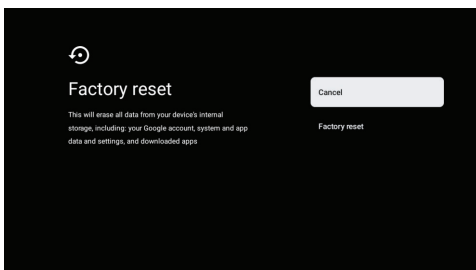 Factory reset
This will erase all data from your device's internal
storage, including: your Google account, system and app
data and settings, and downloaded apps
Cancel
Factory reset